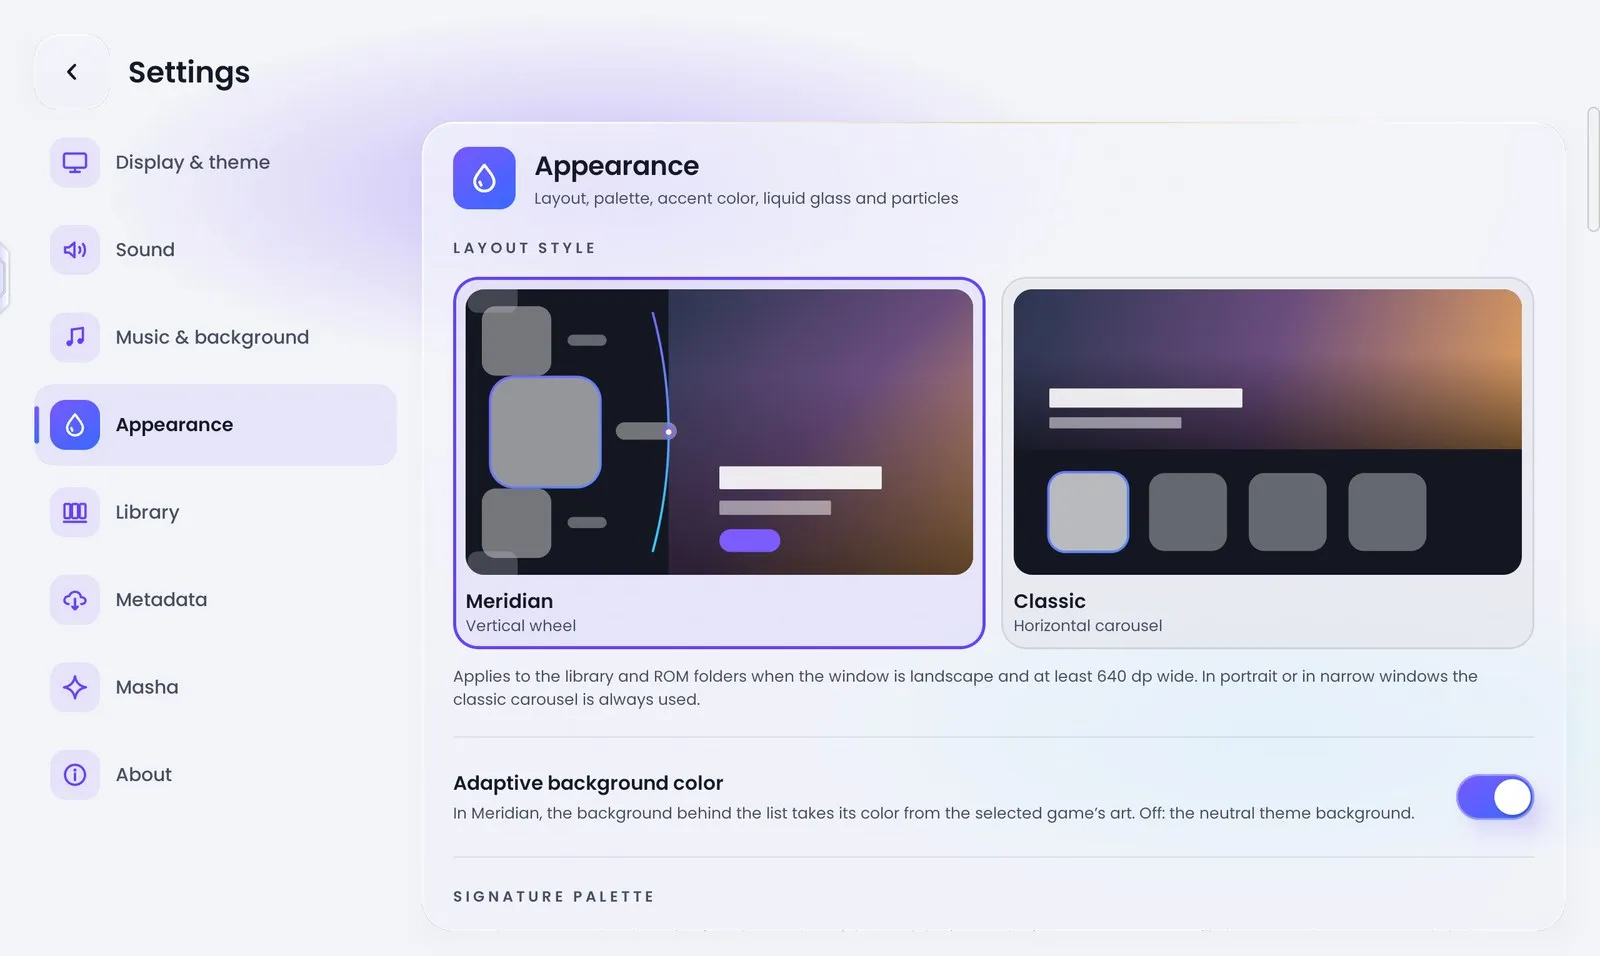 Settings
Display & theme
Sound
Music & background
Appearance
Library
Metadata
Masha
About
Appearance
Layout, palette, accent color, liquid glass and particles
LAYOUT STYLE
Meridian
Vertical wheel
Classic
Horizontal carousel
Applies to the library and ROM folders when the window is landscape and at least 640 dp wide. In portrait or in narrow windows the
classic carousel is always used.
Adaptive background color
In Meridian, the background behind the list takes its color from the selected game’s art. Off: the neutral theme background.
SIGNATURE PALETTE